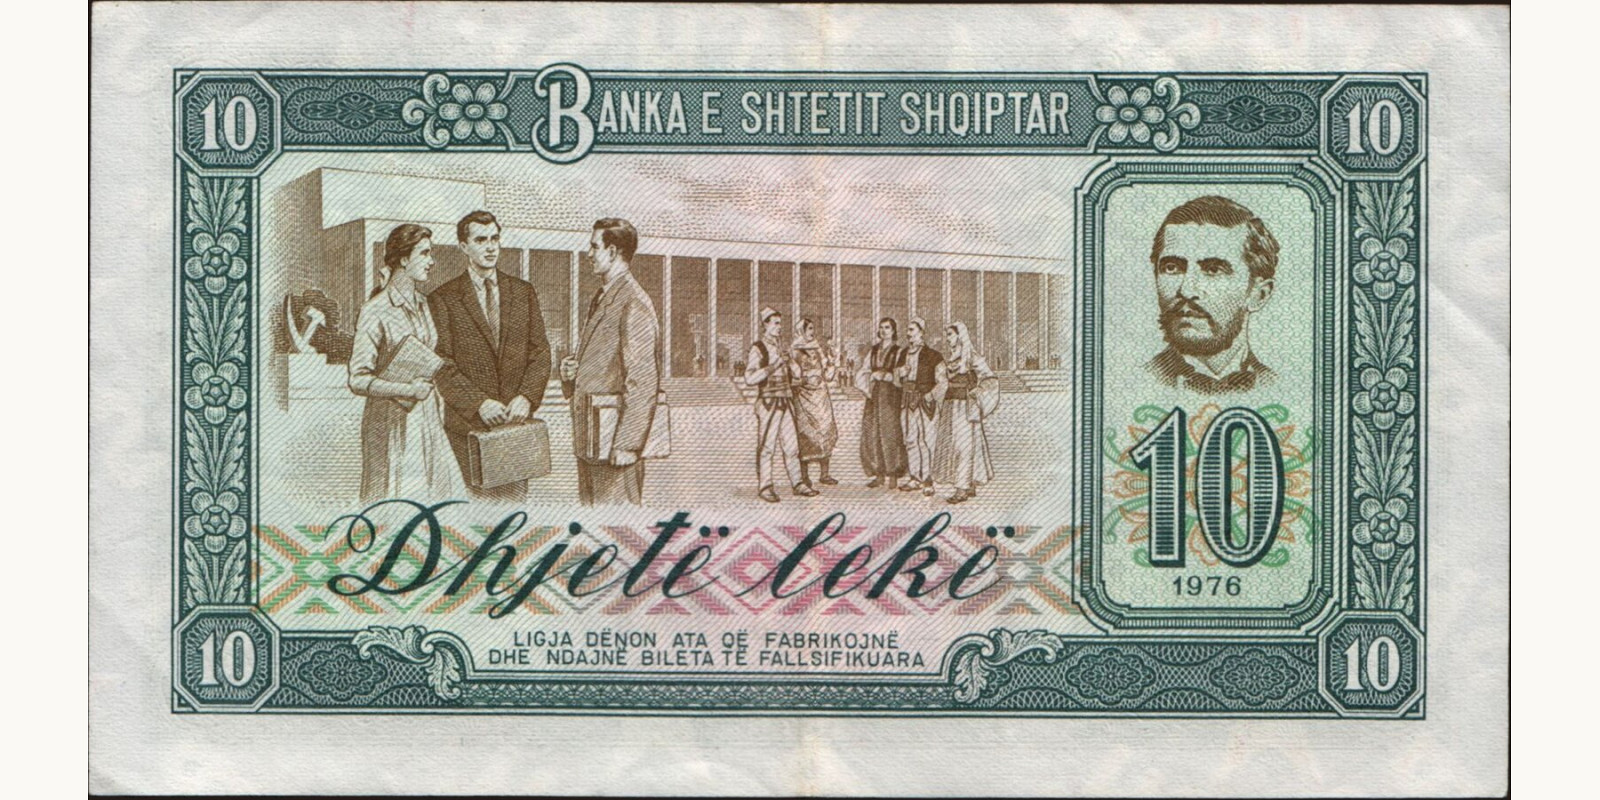 10
BANKA E SHTETIT SHQIPTAR
10
10
1976
Dhjetë lekë
LIGJA DËNON ATA QË FABRIKOJNË
DHE NDAJNË BILETA TË FALLSIFIKUARA
10
10